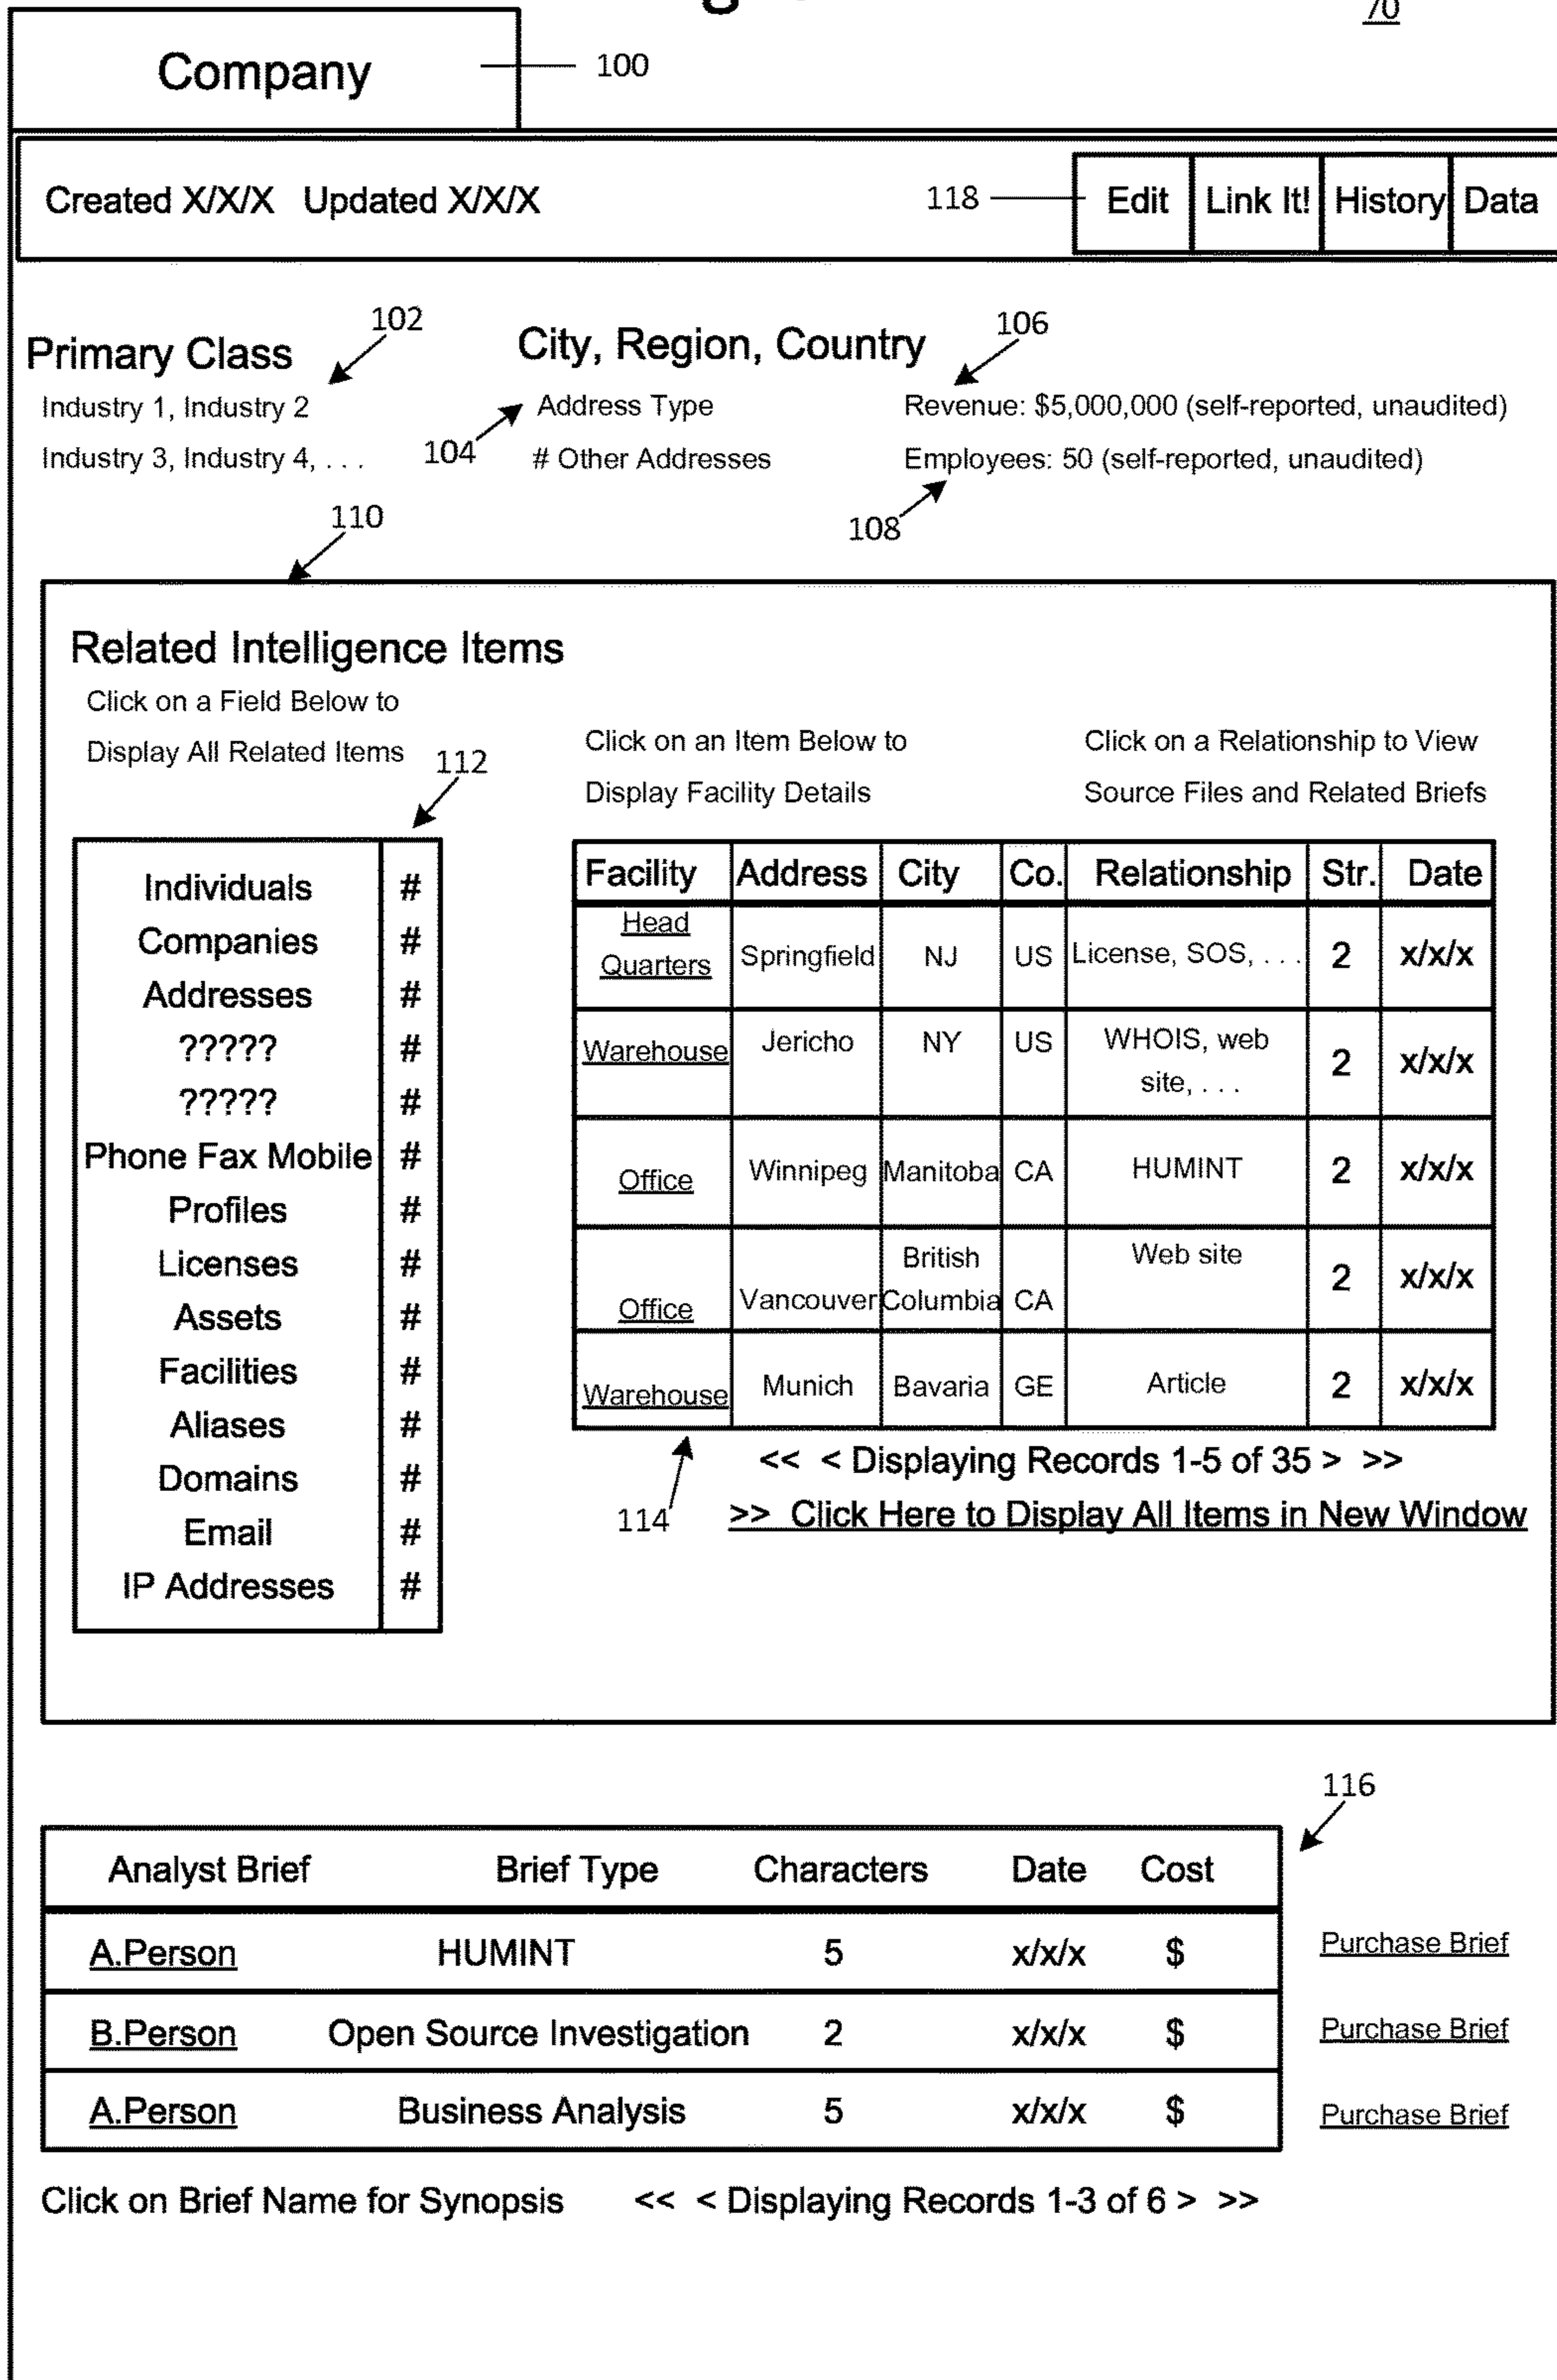 70
Company 100
Created X/X/X Updated X/X/X 118 Edit Link It! History Data
102 106
Primary Class City, Region, Country
Industry 1, Industry 2 Address Type Revenue: $5,000,000 (self-reported, unaudited)
Industry 3, Industry 4, . . . 104 # Other Addresses Employees: 50 (self-reported, unaudited)
110 108
Related Intelligence Items
Click on a Field Below to
Display All Related Items 112
Click on an Item Below to
Display Facility Details
Click on a Relationship to View
Source Files and Related Briefs
Individuals #
Companies #
Addresses #
????? #
????? #
Phone Fax Mobile #
Profiles #
Licenses #
Assets #
Facilities #
Aliases #
Domains #
Email #
IP Addresses #
Facility Address City Co. Relationship Str. Date
Head
Quarters Springfield NJ US License, SOS, . . . 2 x/x/x
Warehouse Jericho NY US WHOIS, web
site, . . . 2 x/x/x
Office Winnipeg Manitoba CA HUMINT 2 x/x/x
British Web site
Office Vancouver Columbia CA 2 x/x/x
Warehouse Munich Bavaria GE Article 2 x/x/x
<< < Displaying Records 1-5 of 35 > >>
114 >> Click Here to Display All Items in New Window
116
Analyst Brief Brief Type Characters Date Cost
A.Person HUMINT 5 x/x/x $ Purchase Brief
B.Person Open Source Investigation 2 x/x/x $ Purchase Brief
A.Person Business Analysis 5 x/x/x $ Purchase Brief
Click on Brief Name for Synopsis << < Displaying Records 1-3 of 6 > >>